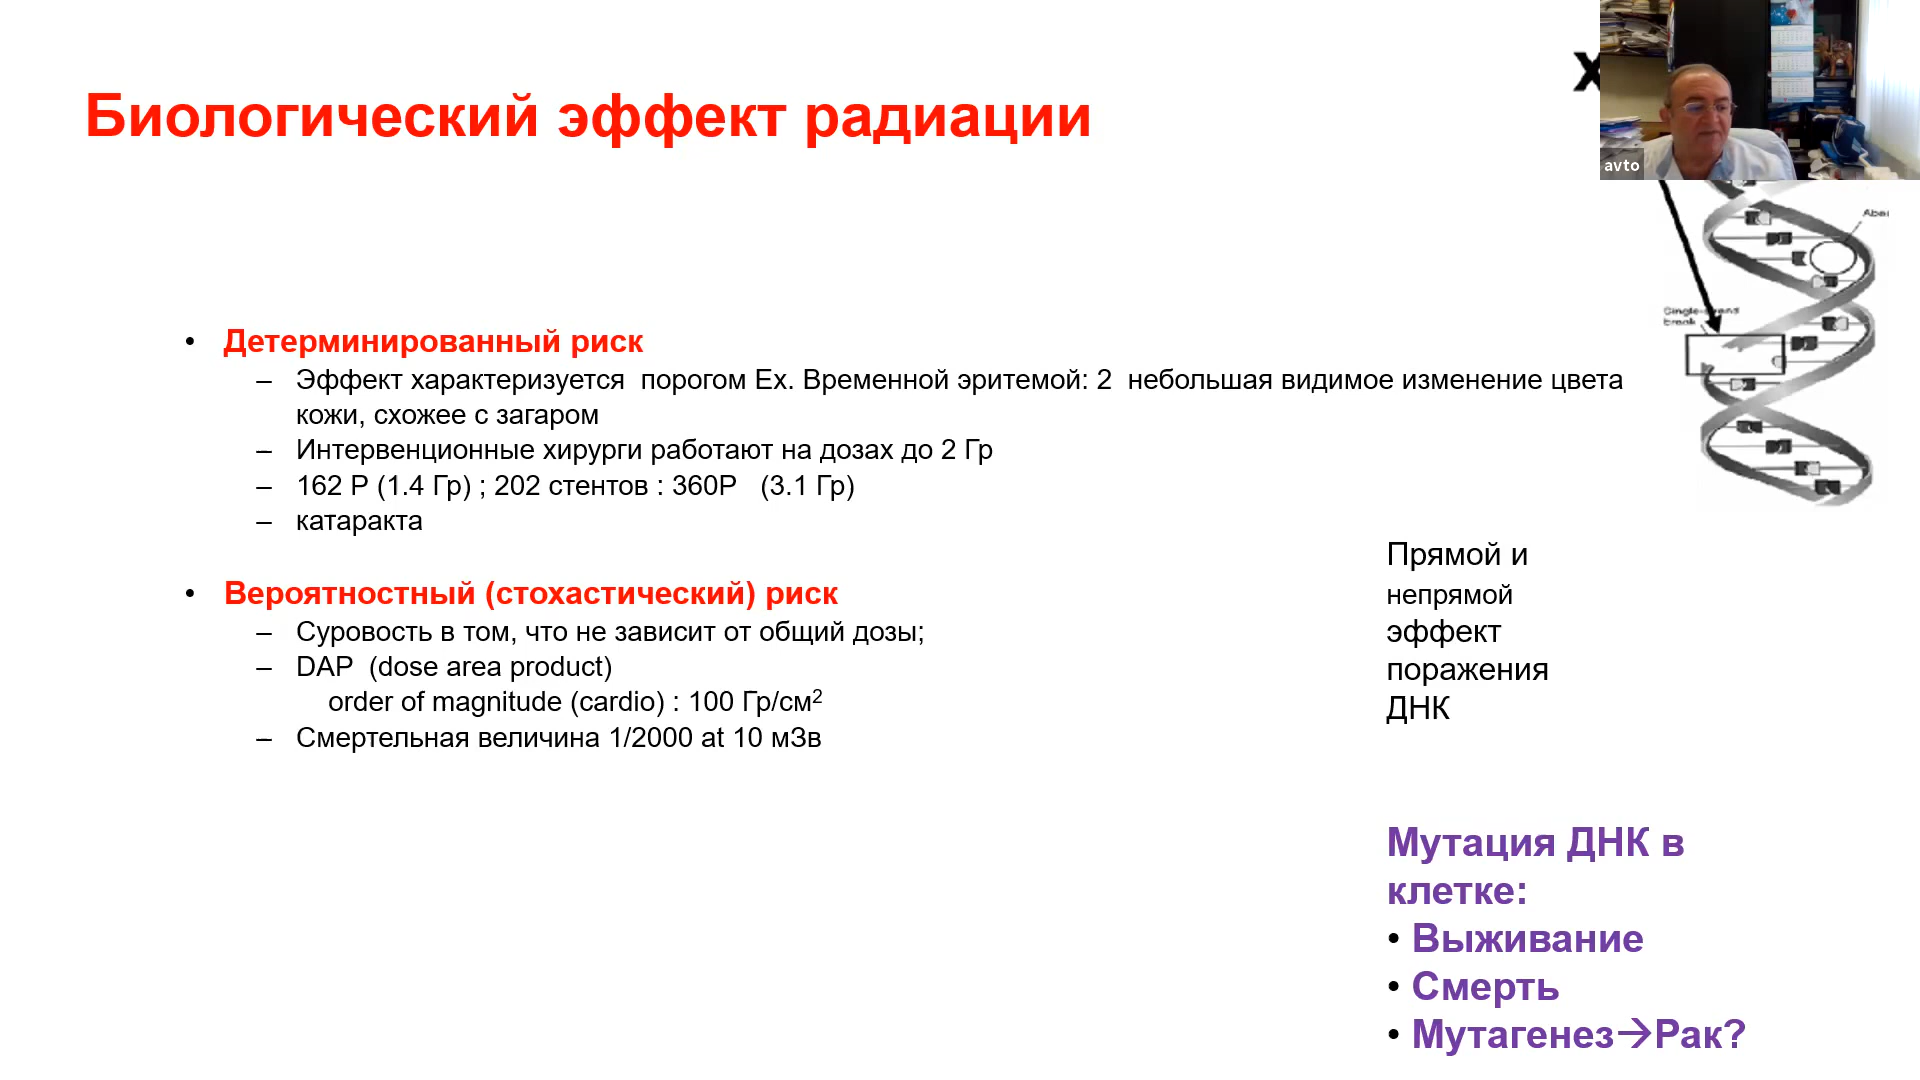 Биологический эффект радиации
avto
• Детерминированный риск
– Эффект характеризуется порогом Ex. Временной эритемой: 2 небольшая видимое изменение цвета
кожи, схожее с загаром
– Интервенционные хирурги работают на дозах до 2 Гр
– 162 Р (1.4 Гр) ; 202 стентов : 360Р (3.1 Гр)
– катаракта
• Вероятностный (стохастический) риск
– Суровость в том, что не зависит от общий дозы;
– DAP (dose area product)
order of magnitude (cardio) : 100 Гр/см²
– Смертельная величина 1/2000 at 10 мЗв
break
Прямой и
непрямой
эффект
поражения
ДНК
Мутация ДНК в
клетке:
• Выживание
• Смерть
• Мутагенез→Рак?